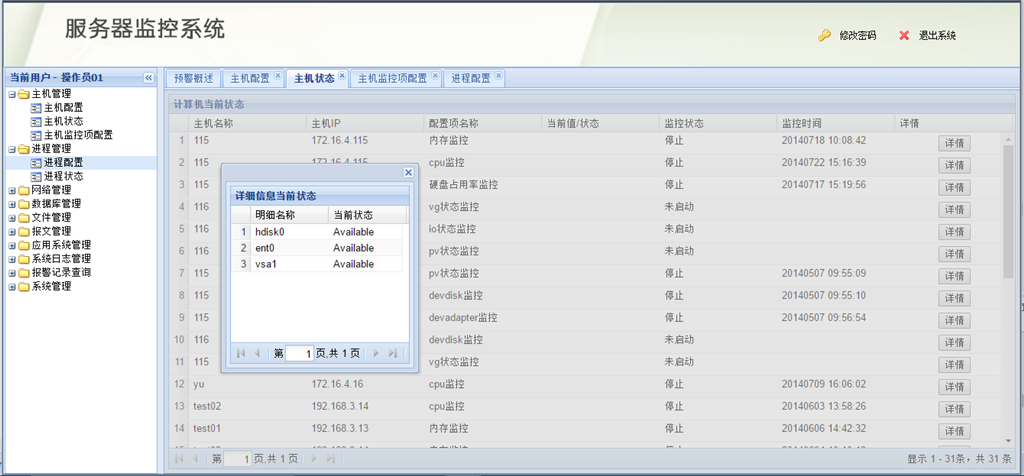 服务器监控系统
修改密码 退出系统
当前用户 - 操作员01
主机管理
主机配置
主机状态
主机监控项配置
进程管理
进程配置
进程状态
网络管理
数据库管理
文件管理
报文管理
应用系统管理
系统日志管理
报警记录查询
系统管理
预警概述 主机配置 主机状态 主机监控项配置 进程配置
计算机当前状态
主机名称 主机IP 配置项名称 当前值/状态 监控状态 监控时间 详情
1 115 172.16.4.115 内存监控 停止 20140718 10:08:42 详情
2 115 172.16.4.115 cpu监控 停止 20140722 15:16:39 详情
3 115 硬盘占用率监控 停止 20140717 15:19:56 详情
4 116 vg状态监控 未启动 详情
5 116 io状态监控 未启动 详情
6 116 pv状态监控 未启动 详情
7 115 pv状态监控 停止 20140507 09:55:09 详情
8 115 devdisk监控 停止 20140507 09:55:10 详情
9 115 devadapter监控 停止 20140507 09:56:54 详情
10 116 devdisk监控 未启动 详情
11 115 vg状态监控 未启动 详情
12 yu 172.16.4.16 cpu监控 停止 20140709 16:06:02 详情
13 test02 192.168.3.14 cpu监控 停止 20140603 13:58:26 详情
14 test01 192.168.3.13 内存监控 停止 20140606 14:42:32 详情
第 1 页,共 1 页 显示 1 - 31条，共 31 条
详细信息当前状态
明细名称 当前状态
1 hdisk0 Available
2 ent0 Available
3 vsa1 Available
第 1 页,共 1 页